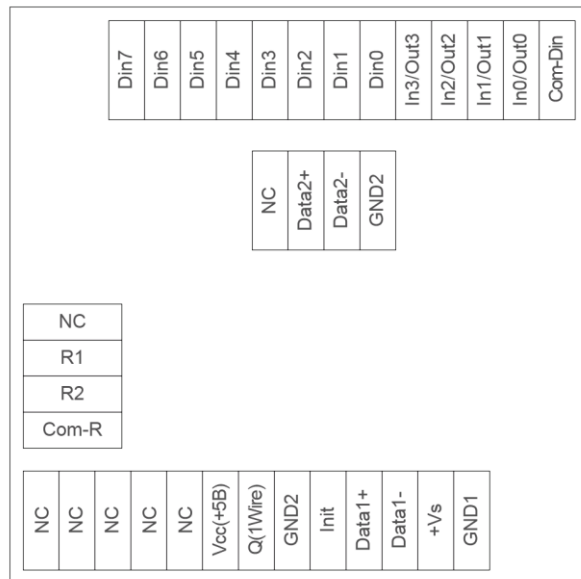 Din7
Din6
Din5
Din4
Din3
Din2
Din1
Din0
In3/Out3
In2/Out2
In1/Out1
In0/Out0
Com-Din
NC
Data2+
Data2-
GND2
NC
R1
R2
Com-R
NC
NC
NC
NC
NC
Vcc(+5B)
Q(1Wire)
GND2
Init
Data1+
Data1-
+Vs
GND1